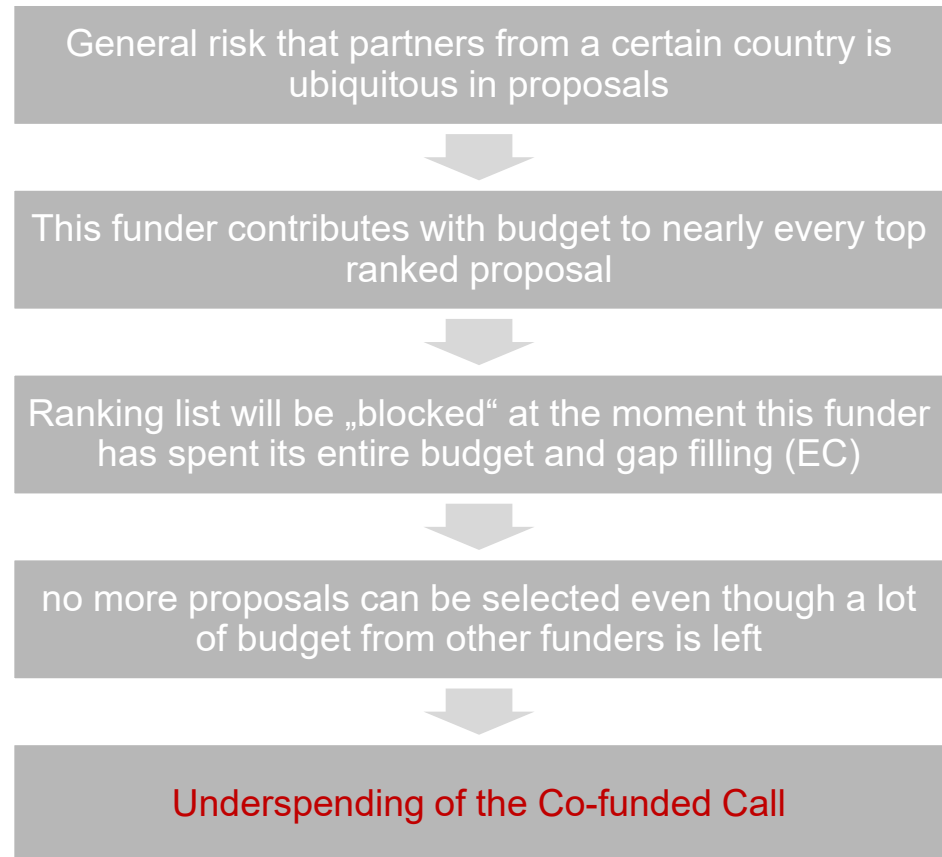 General risk that partners from a certain country is
ubiquitous in proposals
This funder contributes with budget to nearly every top
ranked proposal
Ranking list will be „blocked“ at the moment this funder
has spent its entire budget and gap filling (EC)
no more proposals can be selected even though a lot
of budget from other funders is left
Underspending of the Co-funded Call